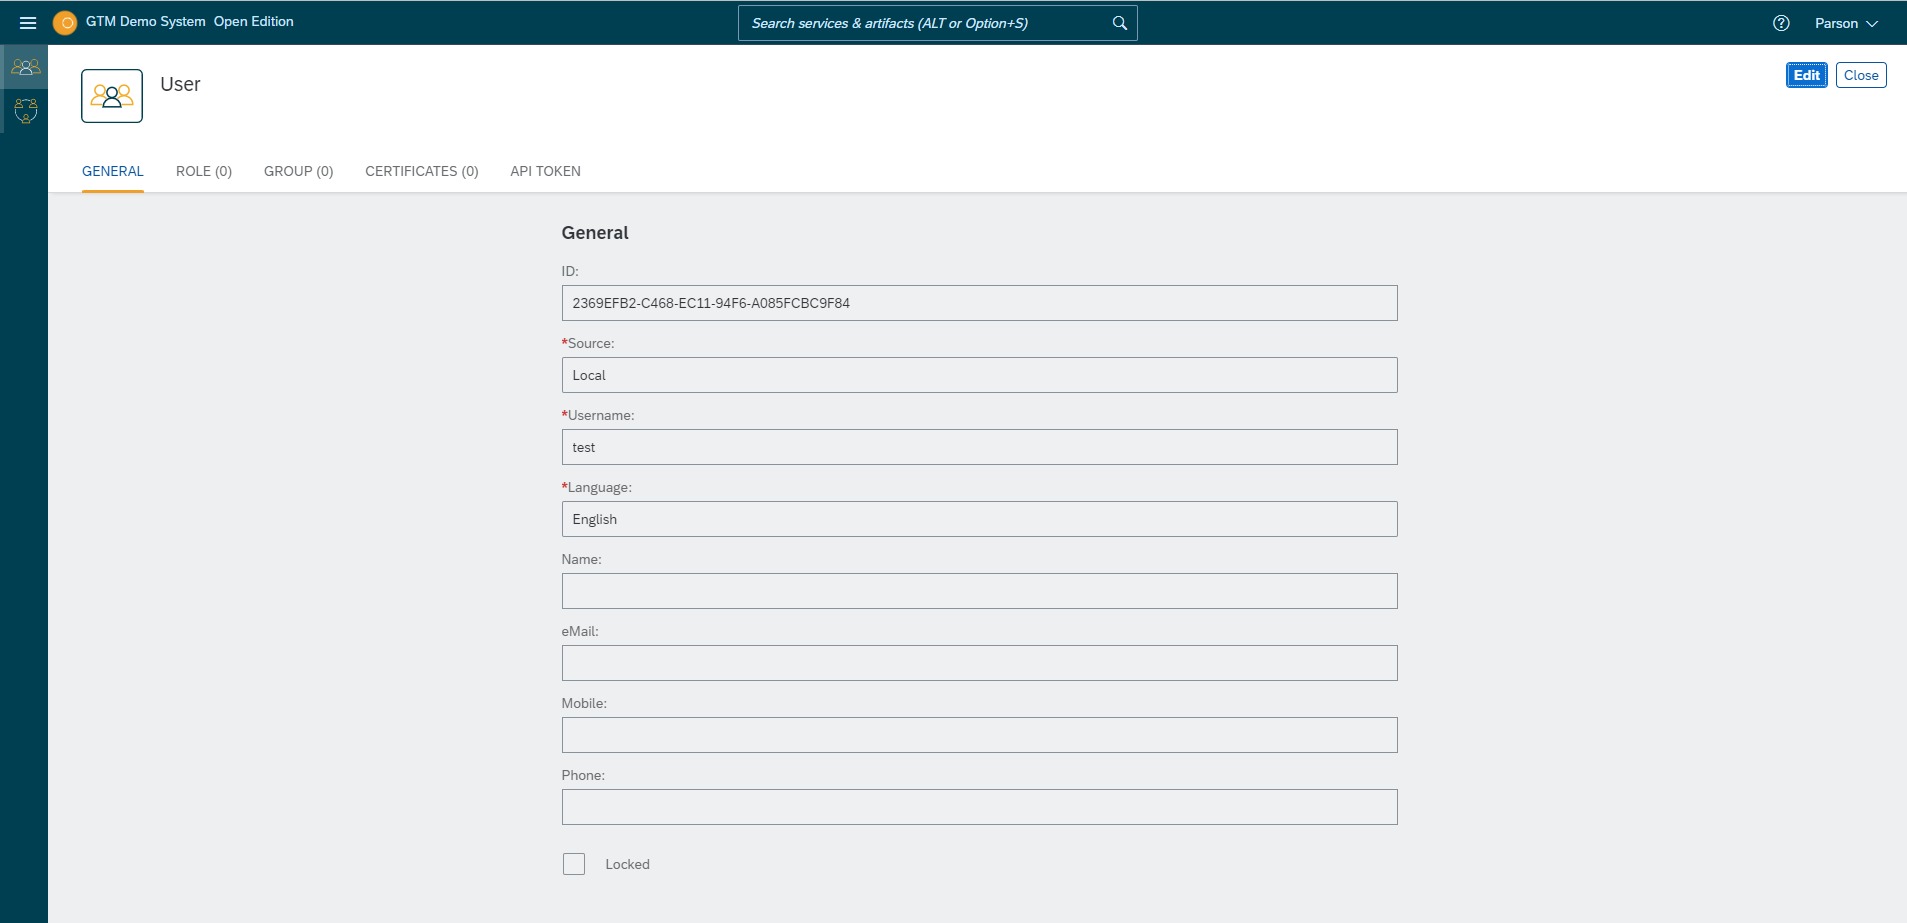 GTM Demo System Open Edition
Search services & artifacts (ALT or Option+S)
Parson
User
Edit
Close
GENERAL
ROLE (0)
GROUP (0)
CERTIFICATES (0)
API TOKEN
General
ID:
2369EFB2-C468-EC11-94F6-A085FCBC9F84
*Source:
Local
*Username:
test
*Language:
English
Name:
eMail:
Mobile:
Phone:
Locked